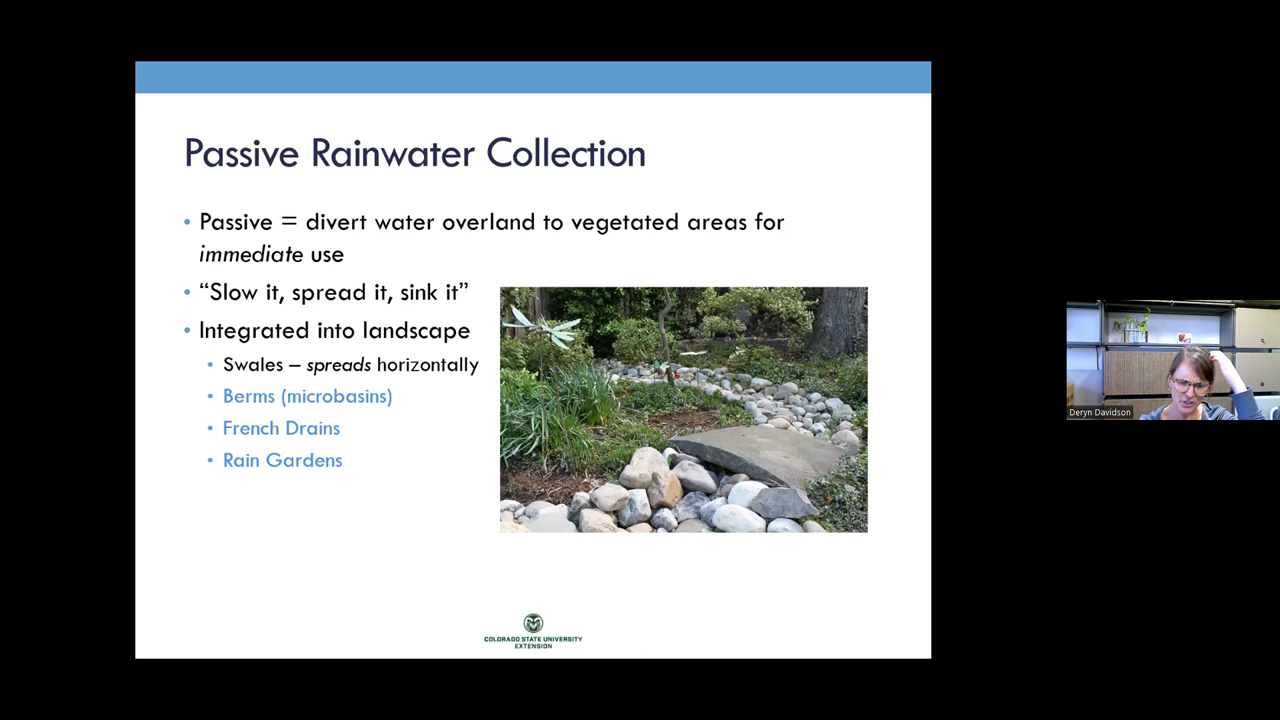 Passive Rainwater Collection
• Passive = divert water overland to vegetated areas for
immediate use
• “Slow it, spread it, sink it”
• Integrated into landscape
• Swales – spreads horizontally
• Berms (microbasins)
• French Drains
• Rain Gardens
COLORADO STATE UNIVERSITY
EXTENSION
Deryn Davidson